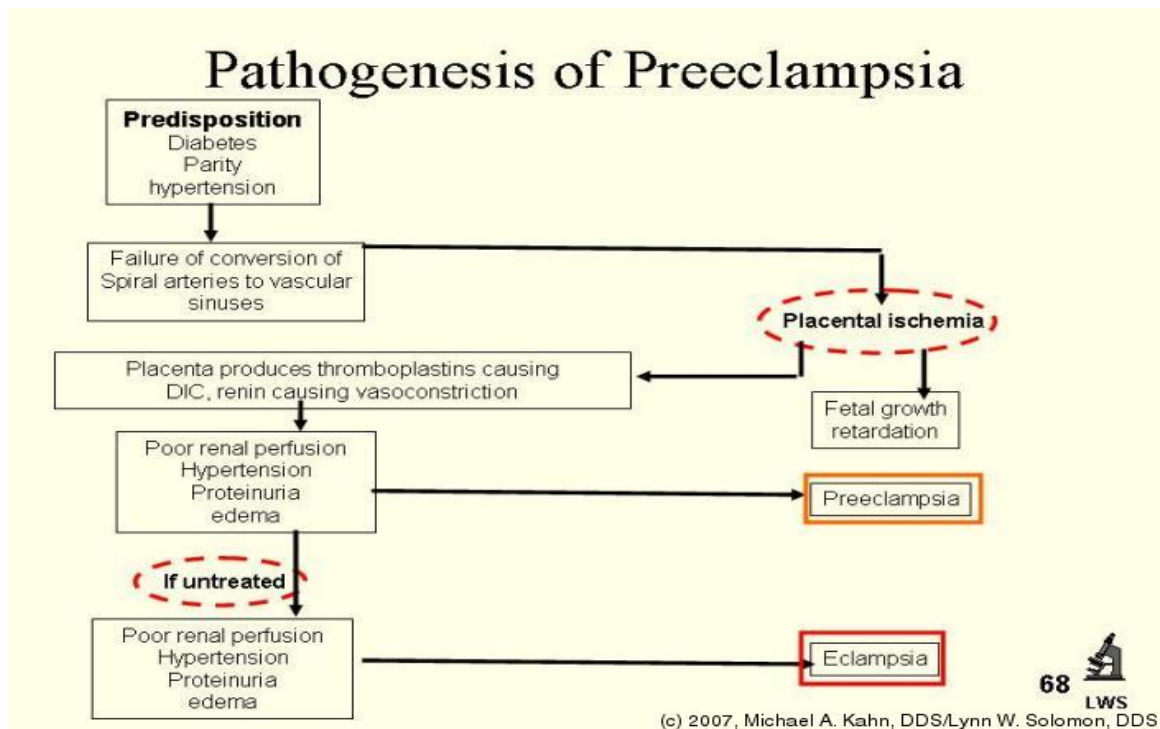 Pathogenesis of Preeclampsia
Predisposition
Diabetes
Parity
hypertension
Failure of conversion of
Spiral arteries to vascular
sinuses
Placental ischemia
Placenta produces thromboplastins causing
DIC, renin causing vasoconstriction
Fetal growth
retardation
Poor renal perfusion
Hypertension
Proteinuria
edema
Preeclampsia
If untreated
Poor renal perfusion
Hypertension
Proteinuria
edema
Eclampsia
68
LWS
(c) 2007, Michael A. Kahn, DDS/Lynn W. Solomon, DDS